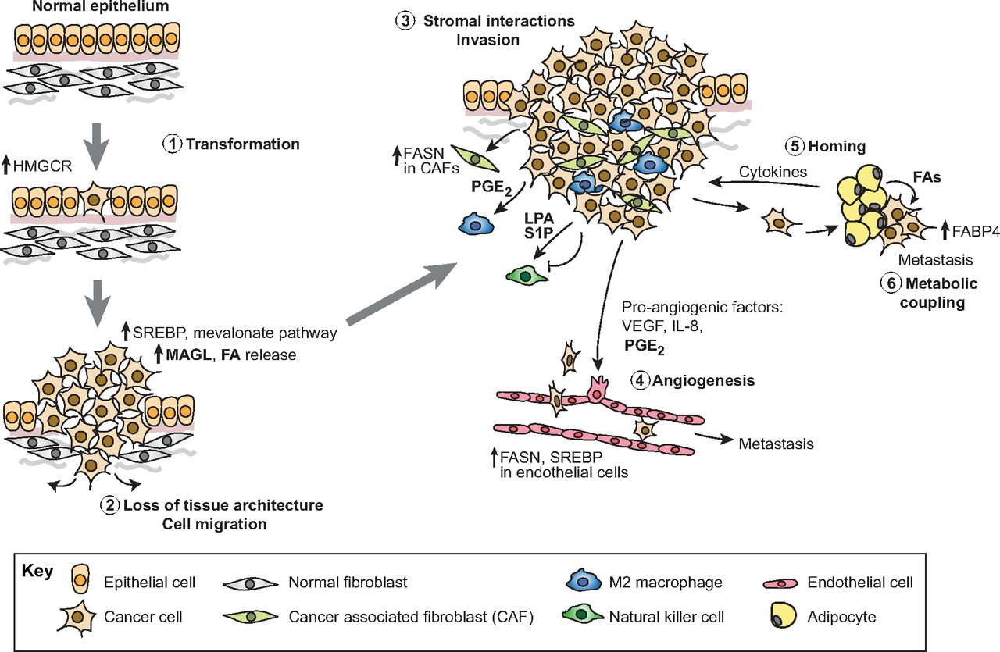 Normal epithelium
1 Transformation
HMGCR
SREBP, mevalonate pathway
MAGL, FA release
2 Loss of tissue architecture
Cell migration
3 Stromal interactions
Invasion
FASN
in CAFs
PGE2
LPA
S1P
Pro-angiogenic factors:
VEGF, IL-8,
PGE2
4 Angiogenesis
Metastasis
FASN, SREBP
in endothelial cells
5 Homing
Cytokines
FAs
FABP4
Metastasis
6 Metabolic
coupling
Key
Epithelial cell
Normal fibroblast
M2 macrophage
Endothelial cell
Cancer cell
Cancer associated fibroblast (CAF)
Natural killer cell
Adipocyte